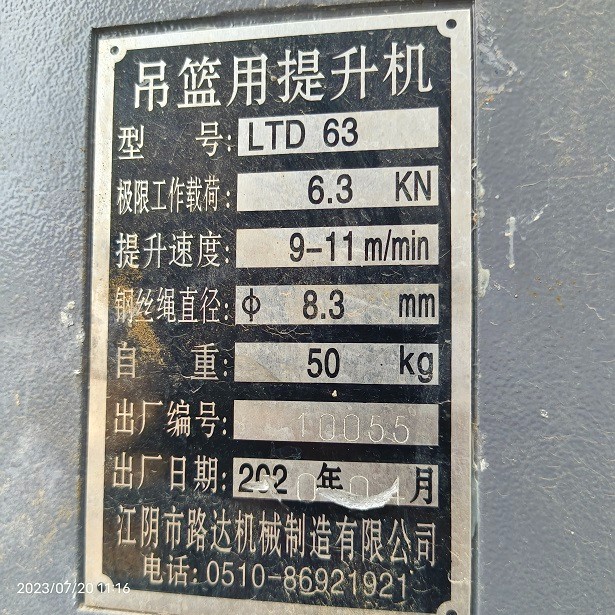 吊篮用提升机
型 号: LTD 63
极限工作载荷: 6.3 KN
提升速度: 9-11 m/min
钢丝绳直径: ф 8.3 mm
自 重: 50 kg
出厂编号: 10055
出厂日期: 202 年 月
江阴市路达机械制造有限公司
电话: 0510-86921921
2023/07/20 11:16